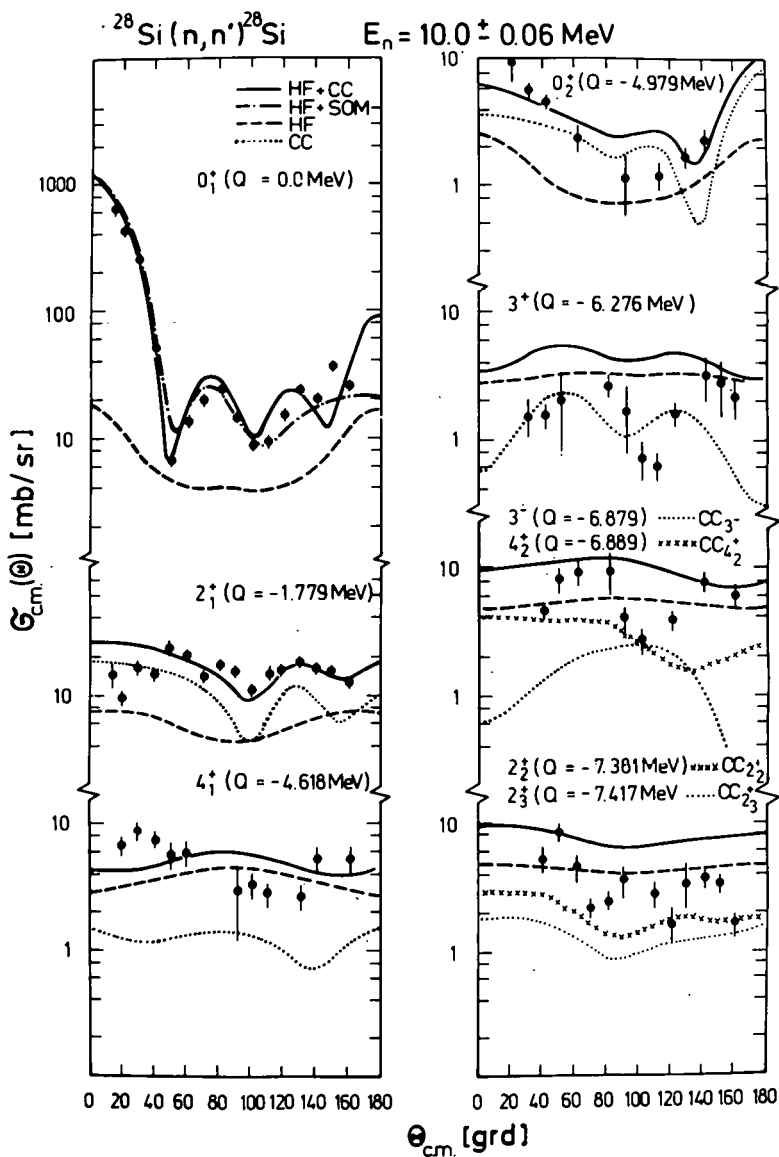 ²⁸Si(n,n')²⁸Si Eₙ = 10.0 ± 0.06 MeV
HF+CC
HF+SOM
HF
CC
0₁⁺ (Q = 0.0 MeV)
1000
100
10
2₁⁺ (Q = -1.779 MeV)
10
4₁⁺ (Q = -4.618 MeV)
10
1
0 20 40 60 80 100 120 140 160 180
σc.m.(Θ) [mb/sr]
10
0₂⁺ (Q = -4.979 MeV)
1
3⁺ (Q = -6.276 MeV)
10
1
3⁻ (Q = -6.879) CC₃⁻
4₂⁺ (Q = -6.889) CC₄₂⁺
10
1
2₂⁺ (Q = -7.381 MeV) CC₂₂⁺
2₃⁺ (Q = -7.417 MeV CC₂₃⁺
10
1
0 20 40 60 80 100 120 140 160 180
Θc.m. [grd]